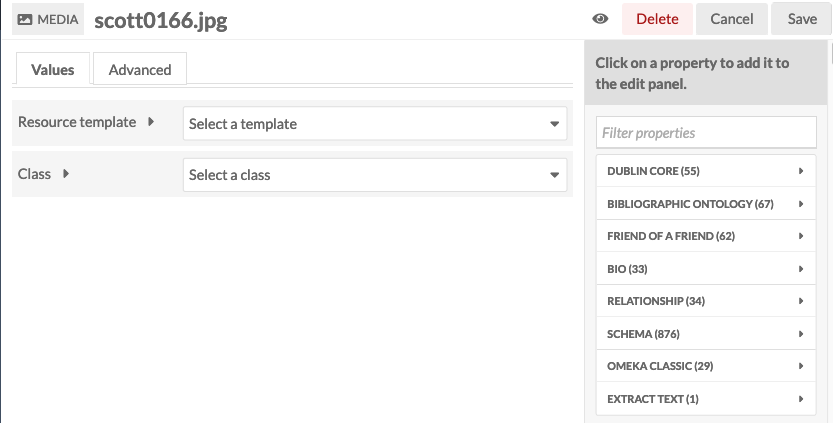 MEDIA scott0166.jpg Delete Cancel Save
Values Advanced
Resource template Select a template
Class Select a class
Click on a property to add it to
the edit panel.
Filter properties
DUBLIN CORE (55)
BIBLIOGRAPHIC ONTOLOGY (67)
FRIEND OF A FRIEND (62)
BIO (33)
RELATIONSHIP (34)
SCHEMA (876)
OMEKA CLASSIC (29)
EXTRACT TEXT (1)